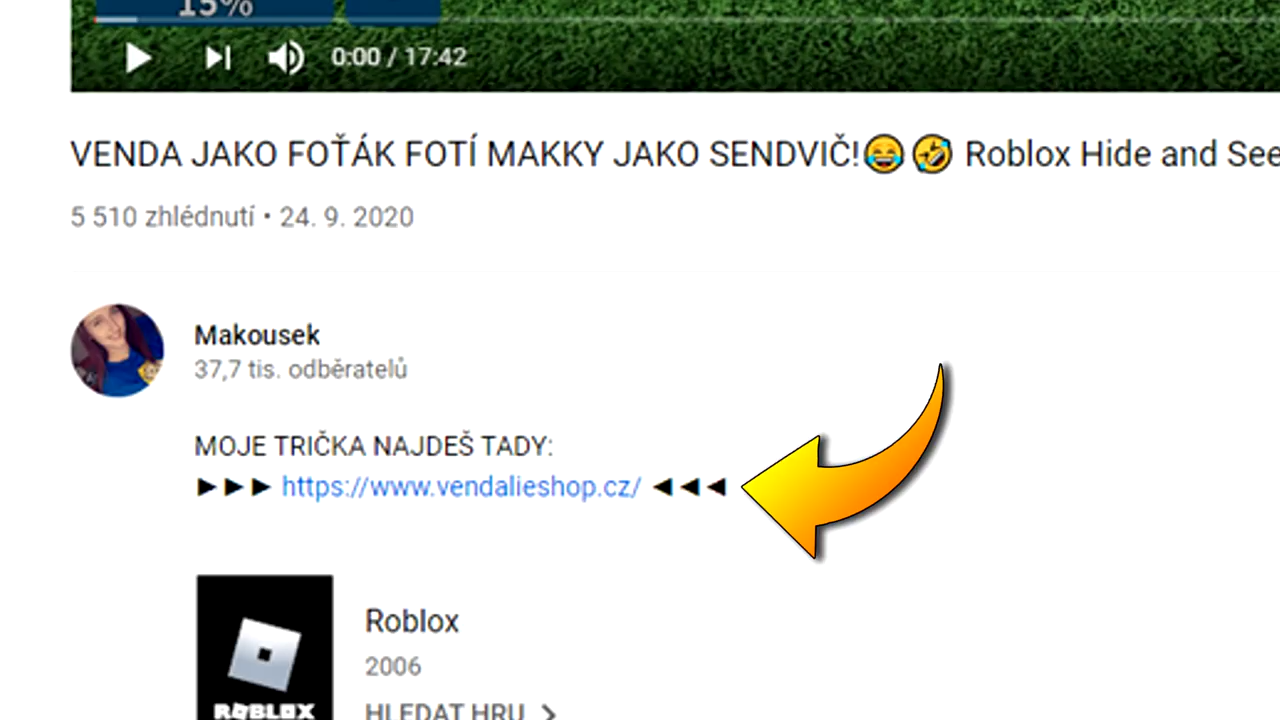 15%
0:00 / 17:42
VENDA JAKO FOŤÁK FOTÍ MAKKY JAKO SENDVIČ!😂🤣 Roblox Hide and See
5 510 zhlédnutí • 24. 9. 2020
Makousek
37,7 tis. odběratelů
MOJE TRIČKA NAJDEŠ TADY:
►►► https://www.vendalieshop.cz/ ◄◄◄
Roblox
2006
ROBLOX
HLEDAT HRU